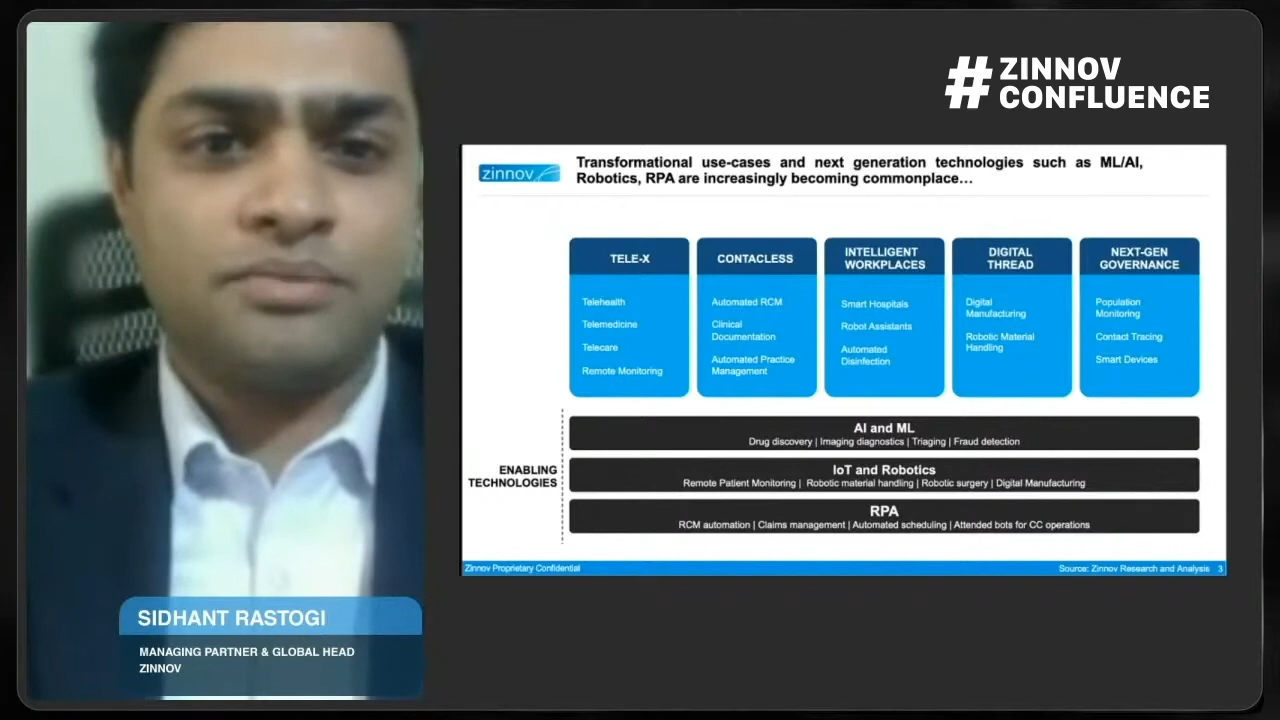 # ZINNOV
CONFLUENCE
zinnov
Transformational use-cases and next generation technologies such as ML/AI,
Robotics, RPA are increasingly becoming commonplace...
TELE-X
Telehealth
Telemedicine
Telecare
Remote Monitoring
CONTACLESS
Automated RCM
Clinical
Documentation
Automated Practice
Management
INTELLIGENT
WORKPLACES
Smart Hospitals
Robot Assistants
Automated
Disinfection
DIGITAL
THREAD
Digital
Manufacturing
Robotic Material
Handling
NEXT-GEN
GOVERNANCE
Population
Monitoring
Contact Tracing
Smart Devices
ENABLING
TECHNOLOGIES
AI and ML
Drug discovery | Imaging diagnostics | Triaging | Fraud detection
IoT and Robotics
Remote Patient Monitoring | Robotic material handling | Robotic surgery | Digital Manufacturing
RPA
RCM automation | Claims management | Automated scheduling | Attended bots for CC operations
Zinnov Proprietary Confidential
Source: Zinnov Research and Analysis 3
SIDHANT RASTOGI
MANAGING PARTNER & GLOBAL HEAD
ZINNOV